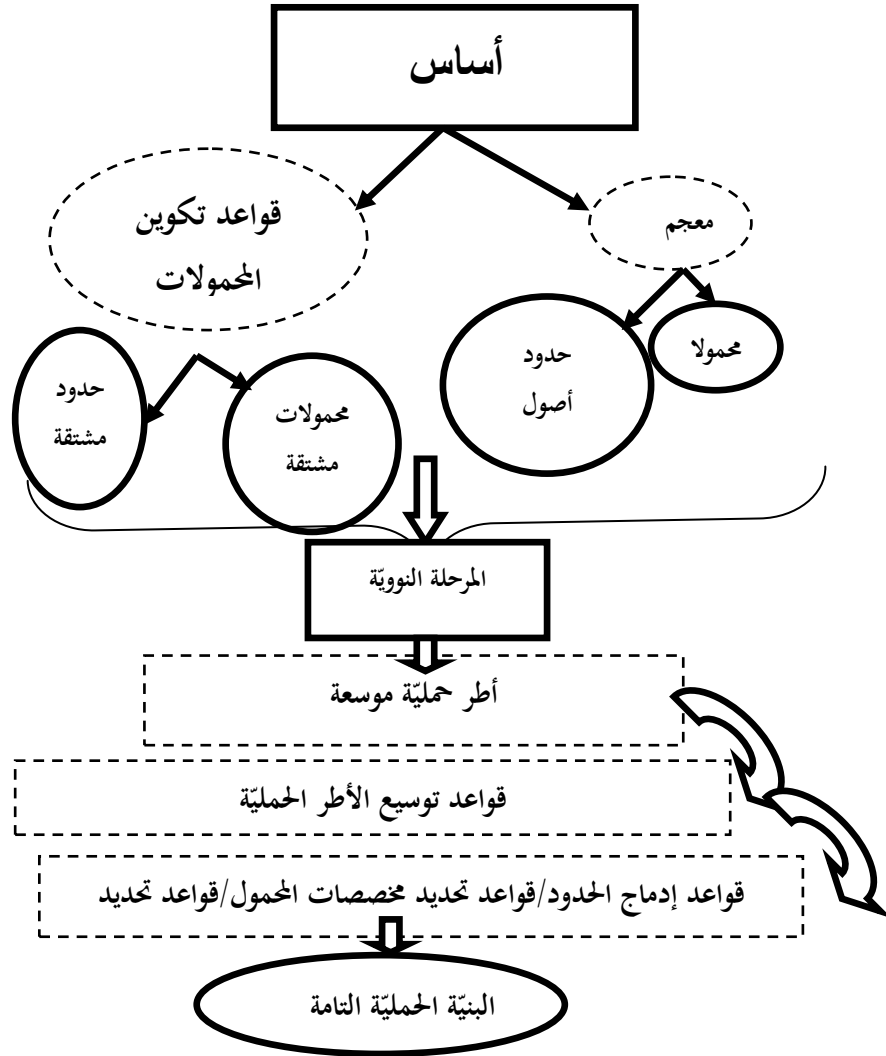 أساس
معجم
قواعد تكوين
المحمولات
محمولا
حدود
أصول
محمولات
مشتقة
حدود
مشتقة
المرحلة النوويّة
أطر حمليّة موسعة
قواعد توسيع الأطر الحمليّة
قواعد إدماج الحدود/قواعد تحديد مخصصات المحمول/قواعد تحديد
البنيّة الحمليّة التامة